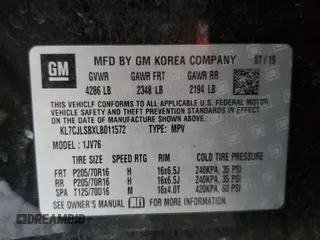 GM
MFD BY GM KOREA COMPANY 07/19
GVWR GAWR FRT GAWR RR
4286 LB 2348 LB 2194 LB
THIS VEHICLE CONFORMS TO ALL APPLICABLE U.S. FEDERAL MOTOR VEHICLE
SAFETY, BUMPER, AND THEFT PREVENTION STANDARDS IN EFFECT ON THE
DATE OF MANUFACTURE SHOWN ABOVE.
KL7CJLSBXLB011572 TYPE: MPV
MODEL: 1JV76
TIRE SIZE SPEED RTG RIM COLD TIRE PRESSURE
FRT P205/70R16 H 16x6.5J 240KPA, 35 PSI
RR P205/70R16 H 16x6.5J 240KPA, 35 PSI
SPA T125/70D16 M 16x4.0T 420KPA, 60 PSI
SEE OWNER'S MANUAL FOR ADDITIONAL INFORMATION